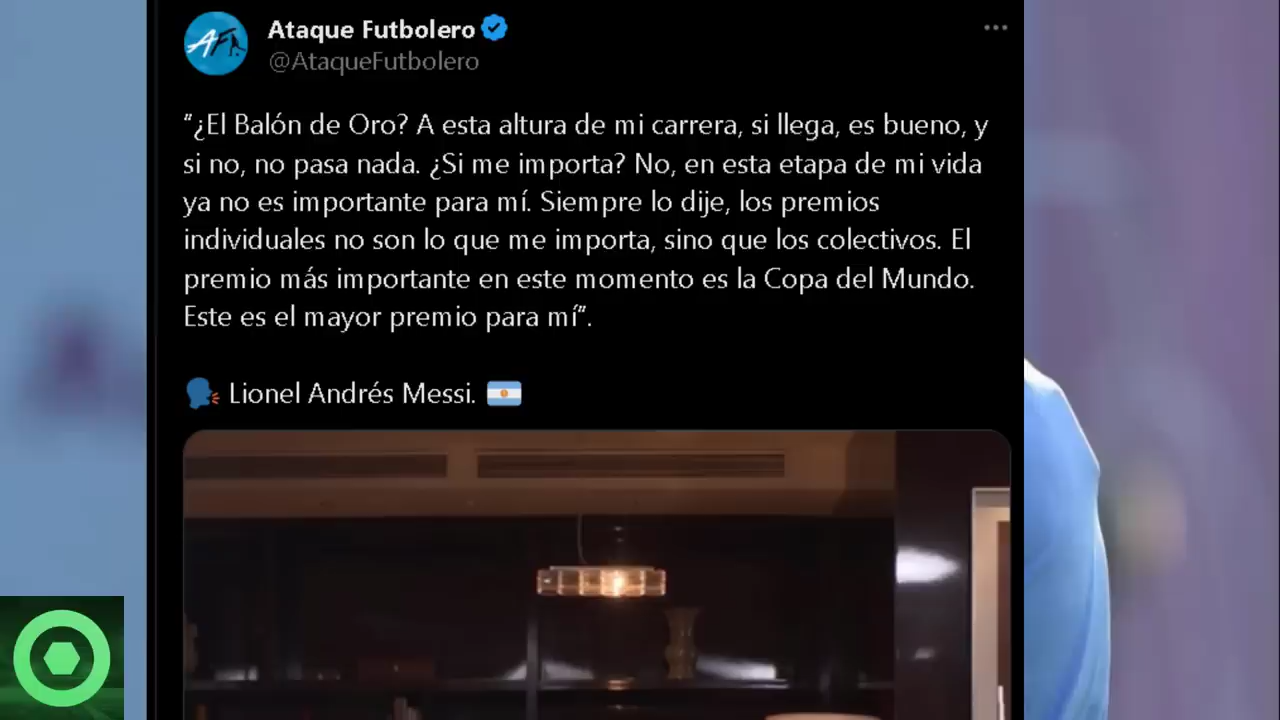 Ataque Futbolero
@AtaqueFutbolero
“¿El Balón de Oro? A esta altura de mi carrera, si llega, es bueno, y
si no, no pasa nada. ¿Si me importa? No, en esta etapa de mi vida
ya no es importante para mí. Siempre lo dije, los premios
individuales no son lo que me importa, sino que los colectivos. El
premio más importante en este momento es la Copa del Mundo.
Este es el mayor premio para mí”.
Lionel Andrés Messi.